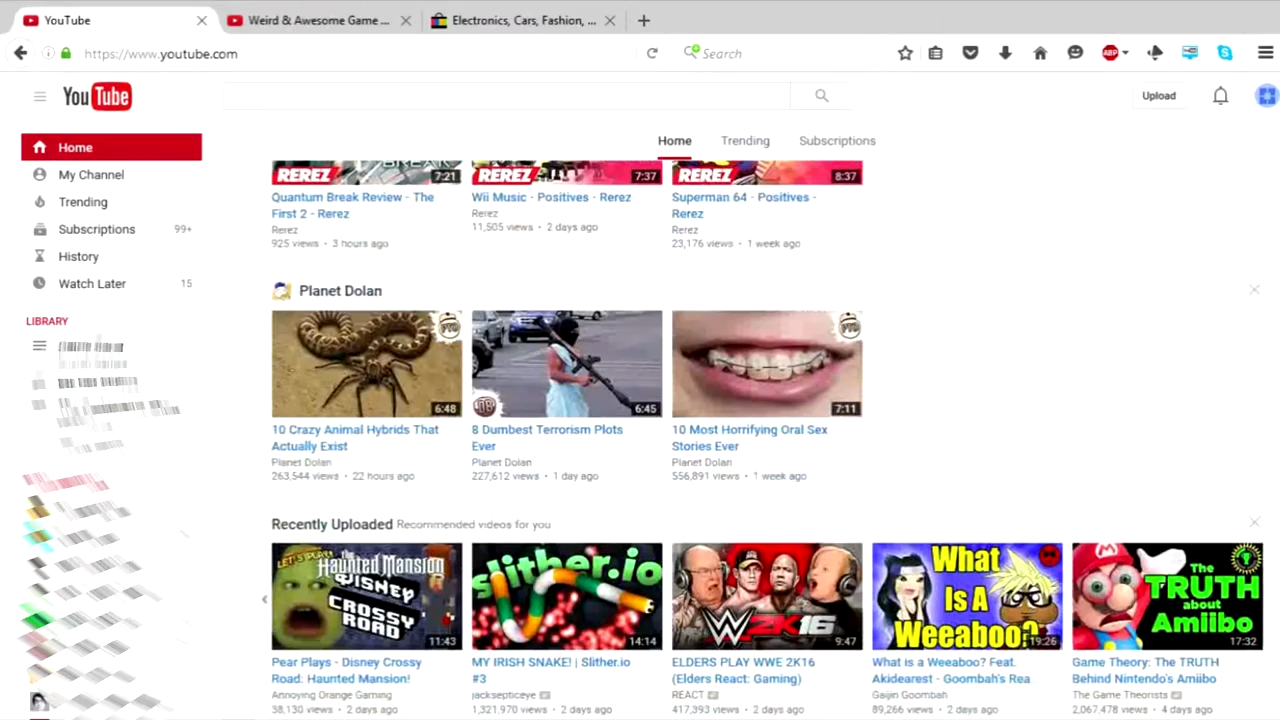 YouTube
Weird & Awesome Game ...
Electronics, Cars, Fashion, ...
https://www.youtube.com
Search
ABP
YouTube
Upload
Home
Trending
Subscriptions
Home
My Channel
Trending
Subscriptions 99+
History
Watch Later 15
LIBRARY
BREAK
REREZ 7:21
REREZ 7:37
REREZ 8:37
Quantum Break Review - The
First 2 - Rerez
Rerez
925 views · 3 hours ago
Wii Music - Positives - Rerez
Rerez
11,505 views · 2 days ago
Superman 64 - Positives -
Rerez
Rerez
23,176 views · 1 week ago
Planet Dolan
6:48
6:45
7:11
10 Crazy Animal Hybrids That
Actually Exist
Planet Dolan
263,544 views · 22 hours ago
8 Dumbest Terrorism Plots
Ever
Planet Dolan
227,612 views · 1 day ago
10 Most Horrifying Oral Sex
Stories Ever
Planet Dolan
556,891 views · 1 week ago
Recently Uploaded Recommended videos for you
LET'S PLAY!
the
Haunted Mansion
DISNEY
CROSSY
ROAD
11:43
slither.io
14:14
W 2K16
9:47
What
Is A
Weeaboo?
19:26
The
TRUTH
about
Amiibo
17:32
Pear Plays - Disney Crossy
Road: Haunted Mansion!
Annoying Orange Gaming
38,130 views · 2 days ago
MY IRISH SNAKE! | Slither.io
#3
jacksepticeye
1,321,970 views · 2 days ago
ELDERS PLAY WWE 2K16
(Elders React: Gaming)
REACT
417,393 views · 2 days ago
What is a Weeaboo? Feat.
Akidearest - Goombah's Rea
Gaijin Goombah
89,266 views · 2 days ago
Game Theory: The TRUTH
Behind Nintendo's Amiibo
The Game Theorists
2,067,478 views · 4 days ago